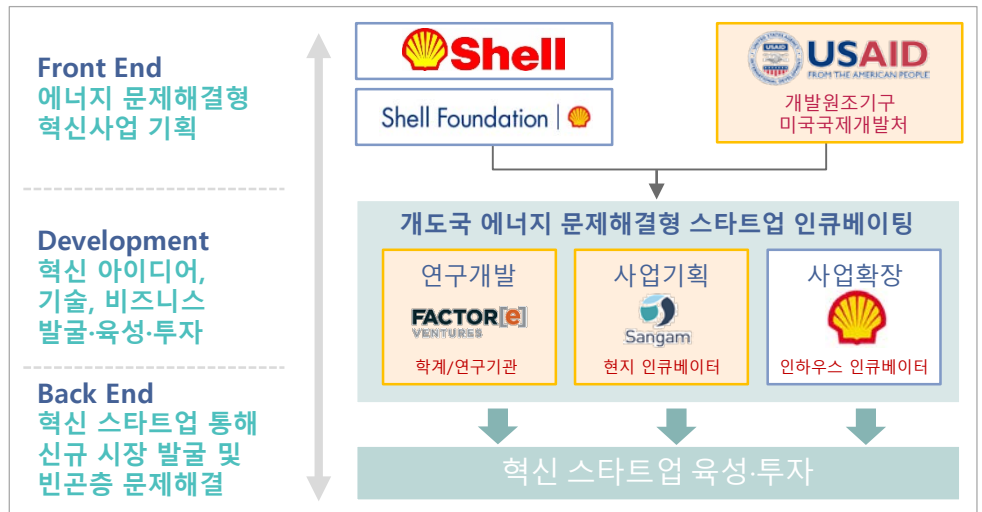 Front End
에너지 문제해결형
혁신사업 기획
Shell
Shell Foundation
USAID
FROM THE AMERICAN PEOPLE
개발원조기구
미국국제개발처
Development
혁신 아이디어,
기술, 비즈니스
발굴·육성·투자
개도국 에너지 문제해결형 스타트업 인큐베이팅
연구개발
FACTOR[e]
VENTURES
학계/연구기관
사업기획
Sangam
현지 인큐베이터
사업확장
인하우스 인큐베이터
Back End
혁신 스타트업 통해
신규 시장 발굴 및
빈곤층 문제해결
혁신 스타트업 육성·투자